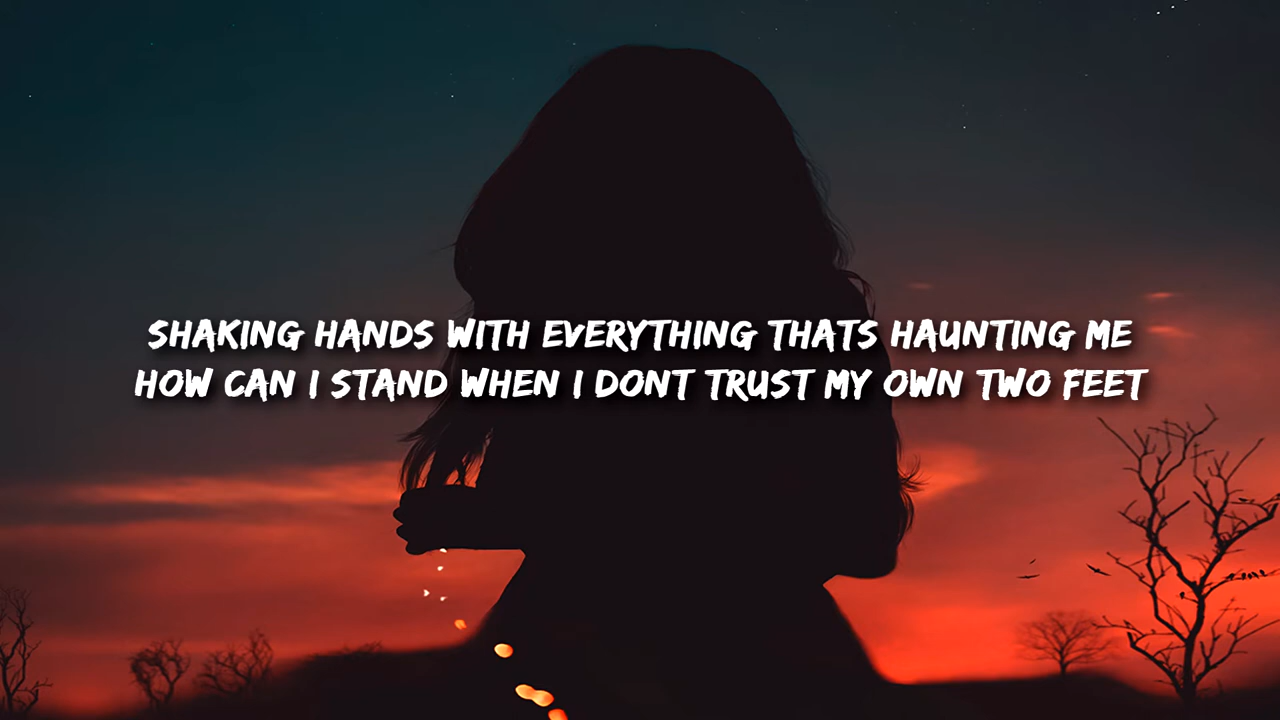 SHAKING HANDS WITH EVERYTHING THATS HAUNTING ME
HOW CAN I STAND WHEN I DONT TRUST MY OWN TWO FEET